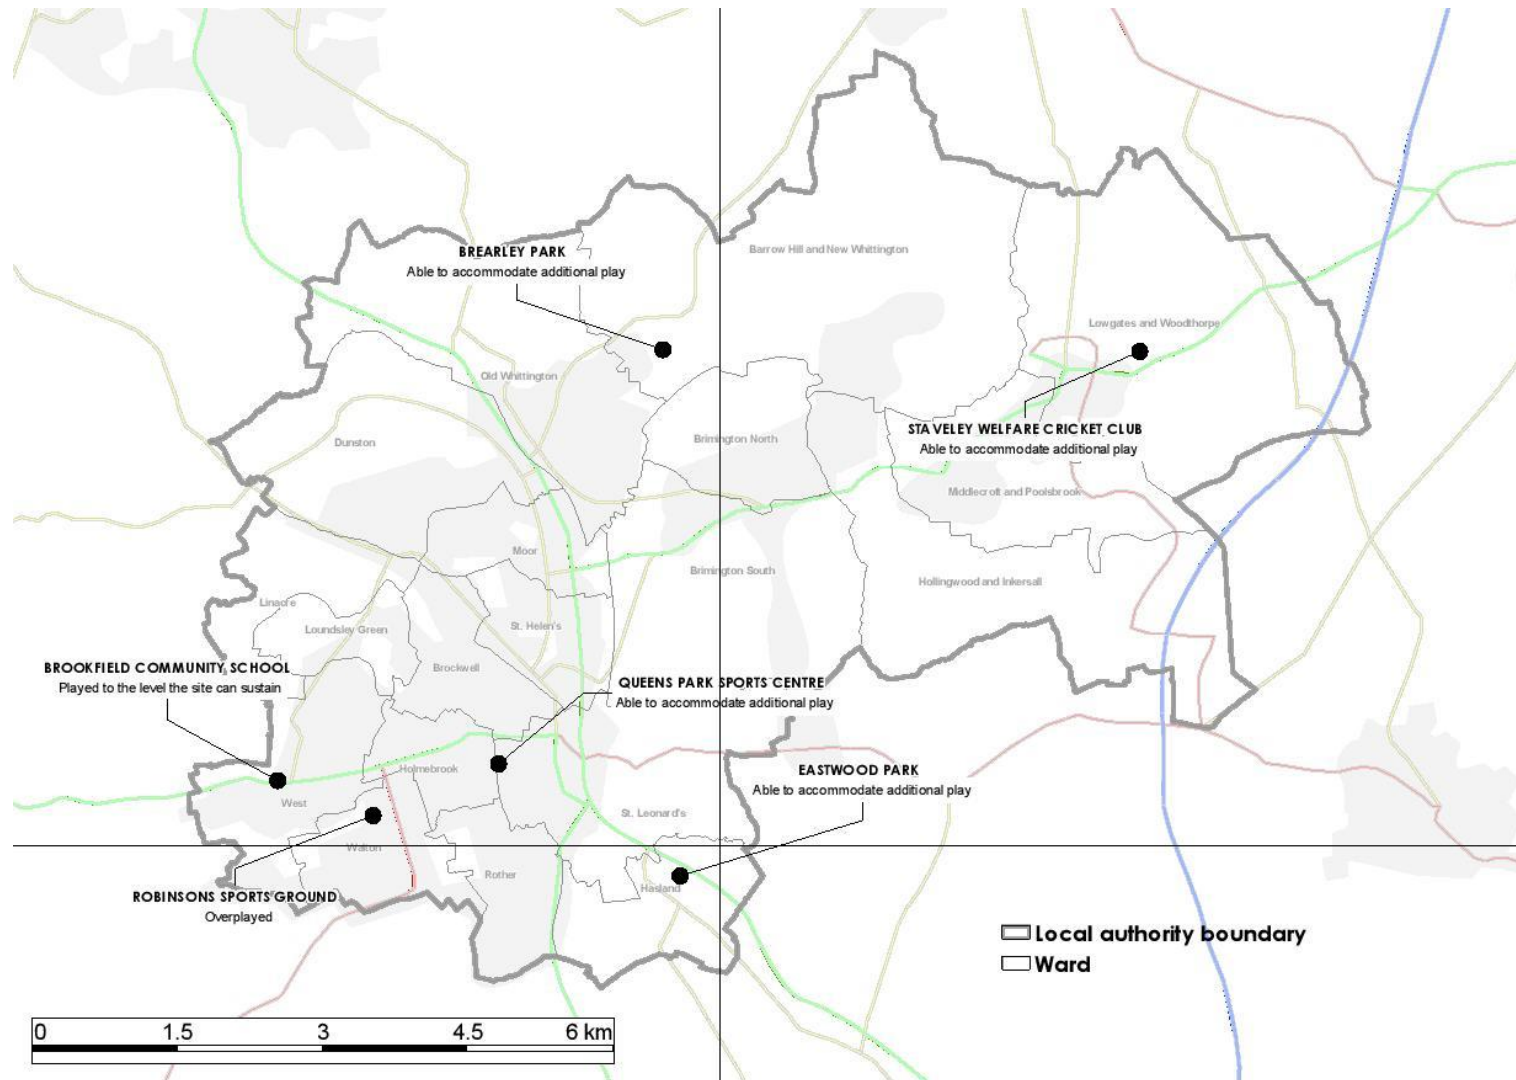 BREARLEY PARK
Able to accommodate additional play
Barrow Hill and New Whittington
Lowgates and Woodthorpe
Old Whittington
Dunston
Brimington North
STAVELEY WELFARE CRICKET CLUB
Able to accommodate additional play
Middlecroft and Poolsbrook
Moor
Brimington South
Hollingwood and Inkersall
Linacre
Loundsley Green
St. Helen's
Brockwell
BROOKFIELD COMMUNITY SCHOOL
Played to the level the site can sustain
QUEENS PARK SPORTS CENTRE
Able to accommodate additional play
Holmebrook
EASTWOOD PARK
Able to accommodate additional play
West
St. Leonard's
Walton
Rother
Hasland
ROBINSONS SPORTS GROUND
Overplayed
Local authority boundary
Ward
0 1.5 3 4.5 6 km